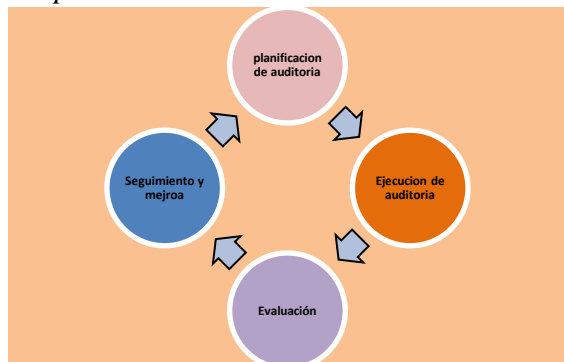 planificacion
de auditoria
Ejecucion de
auditoria
Evaluación
Seguimiento y
mejroa